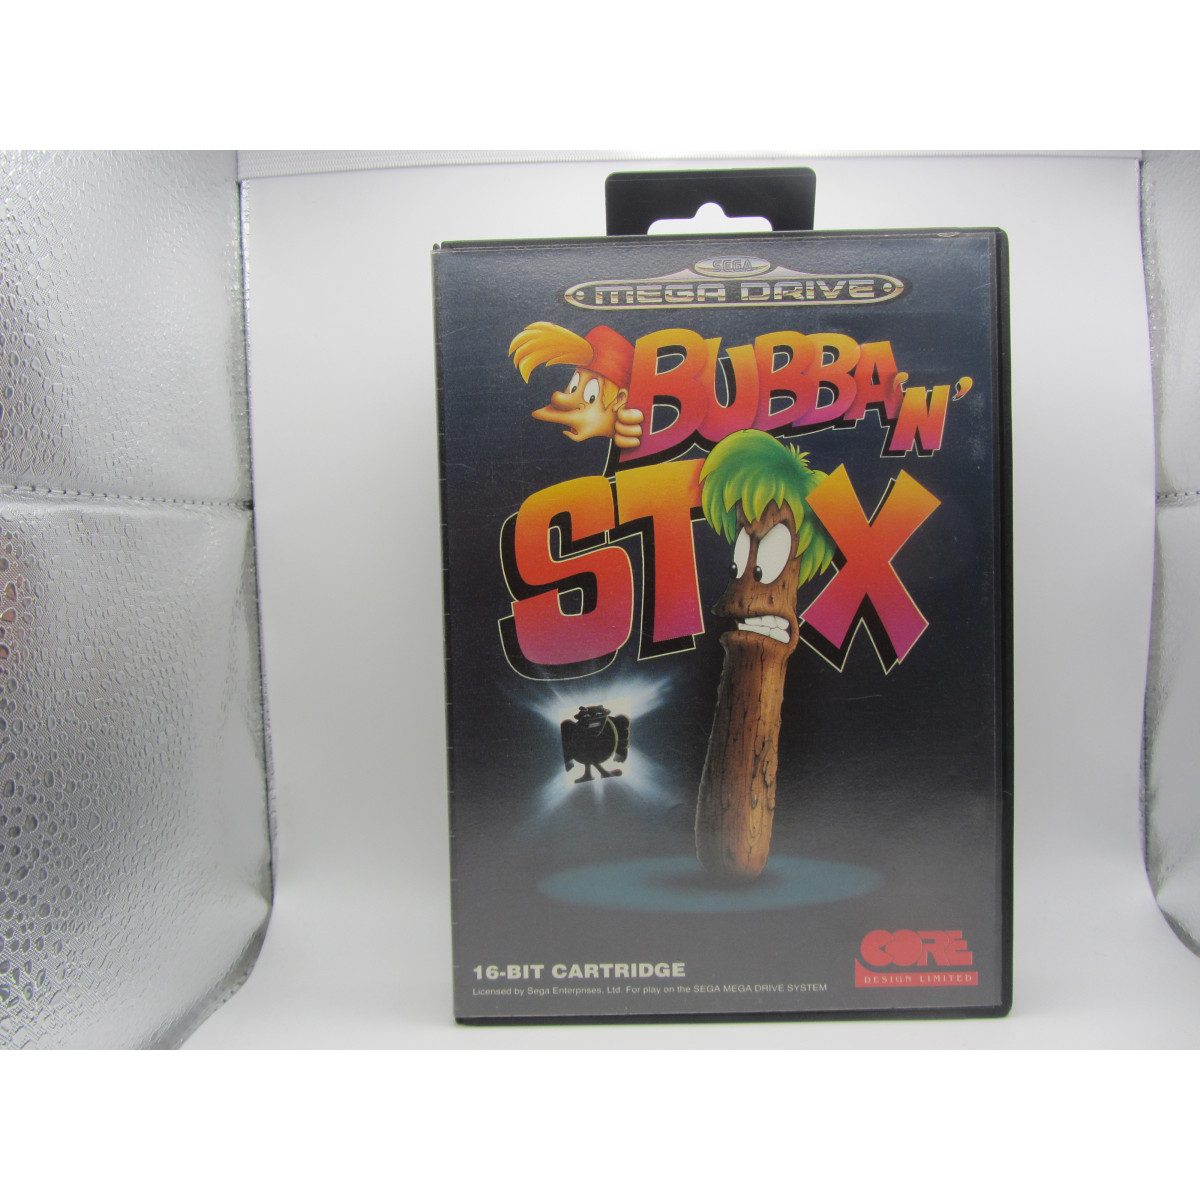 SEGA
MEGA DRIVE
BUBBA 'N'
STIX
16-BIT CARTRIDGE
Licensed by Sega Enterprises, Ltd. For play on the SEGA MEGA DRIVE SYSTEM
CORE
DESIGN LIMITED